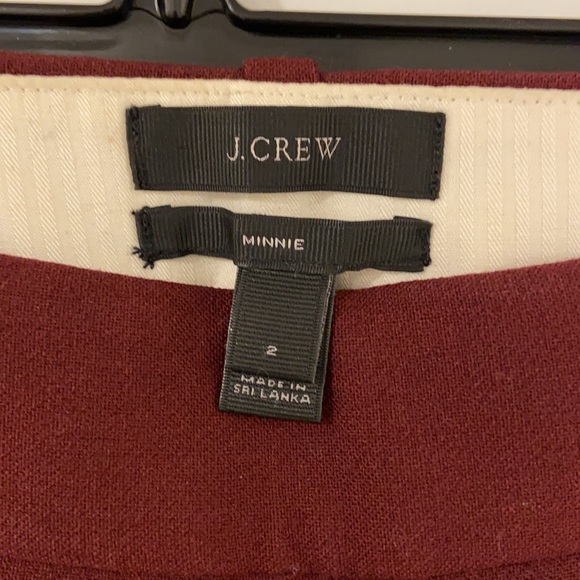 J.CREW
MINNIE
2
MADE IN
SRI LANKA